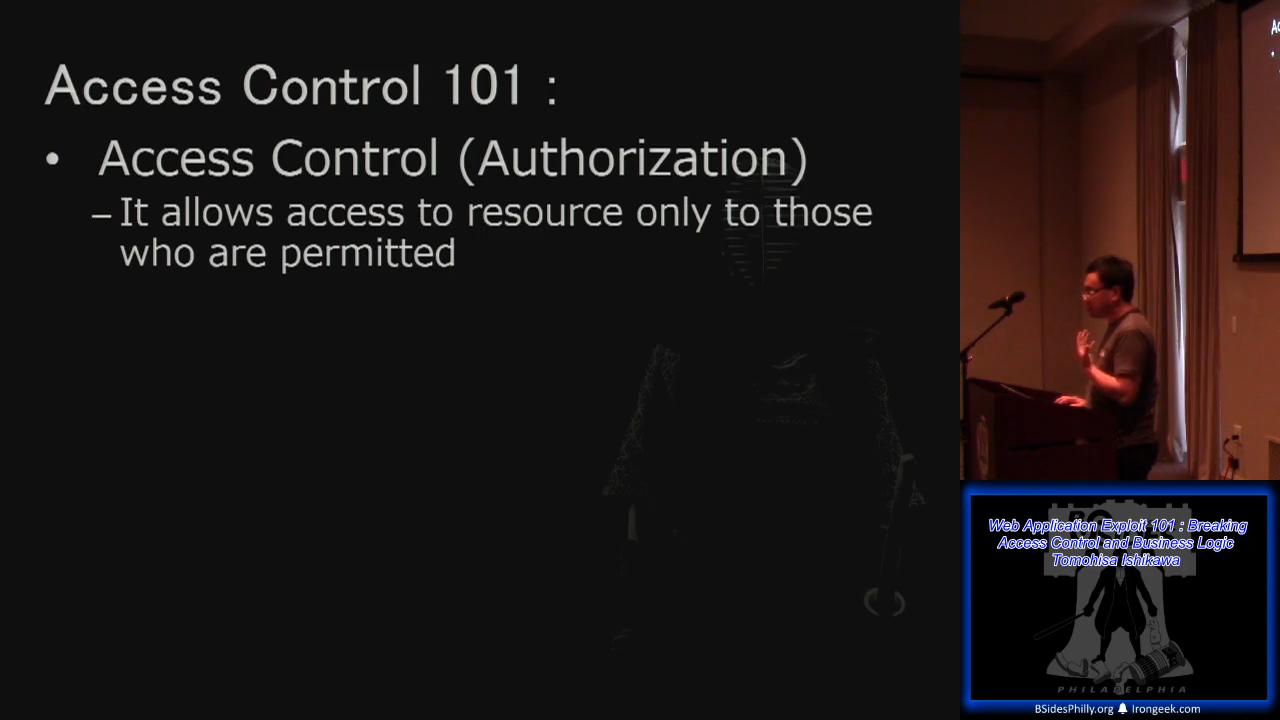 Access Control 101 :
• Access Control (Authorization)
– It allows access to resource only to those
who are permitted
Web Application Exploit 101 : Breaking
Access Control and Business Logic
Tomohisa Ishikawa
PHILADELPHIA
BSidesPhilly.org Irongeek.com